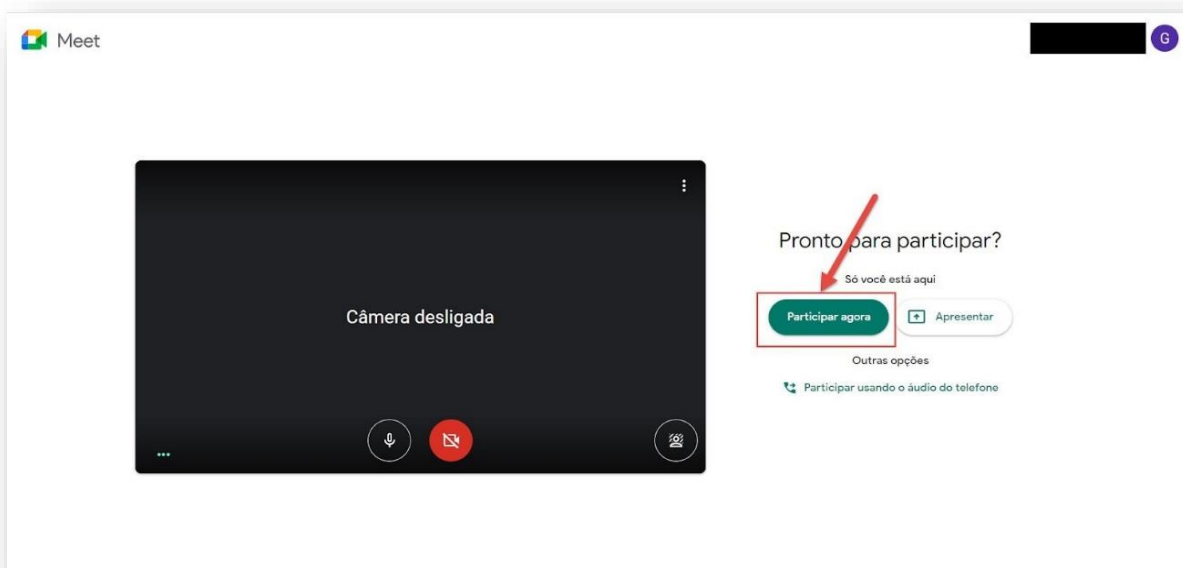 Meet
G
Câmera desligada
Pronto para participar?
Só você está aqui
Participar agora
Apresentar
Outras opções
Participar usando o áudio do telefone